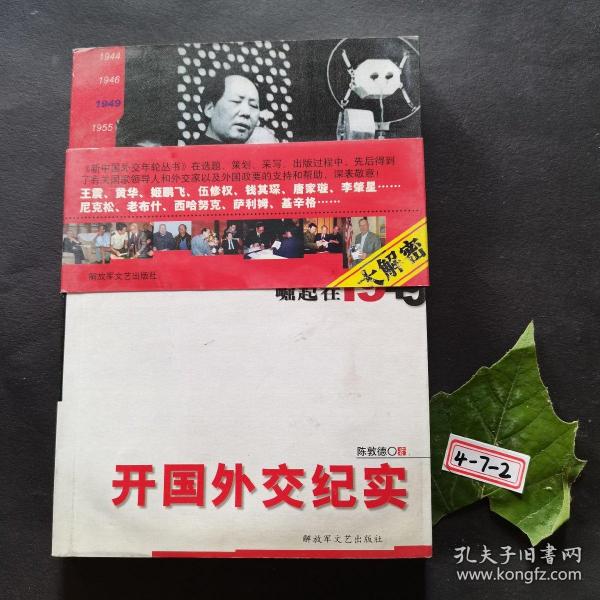 1944
1946
1949
1955
《新中国外交年轮丛书》在选题、策划、采写、出版过程中，先后得到
了有关国家领导人和外交家以及外国政要的支持和帮助，深表敬意！
王震、黄华、姬鹏飞、伍修权、钱其琛、唐家璇、李肇星……
尼克松、老布什、西哈努克、萨利姆、基辛格……
大解密
解放军文艺出版社
崛起在1949
陈敦德〇著
4-7-2
开国外交纪实
解放军文艺出版社
孔夫子旧书网
www.kongfz.com